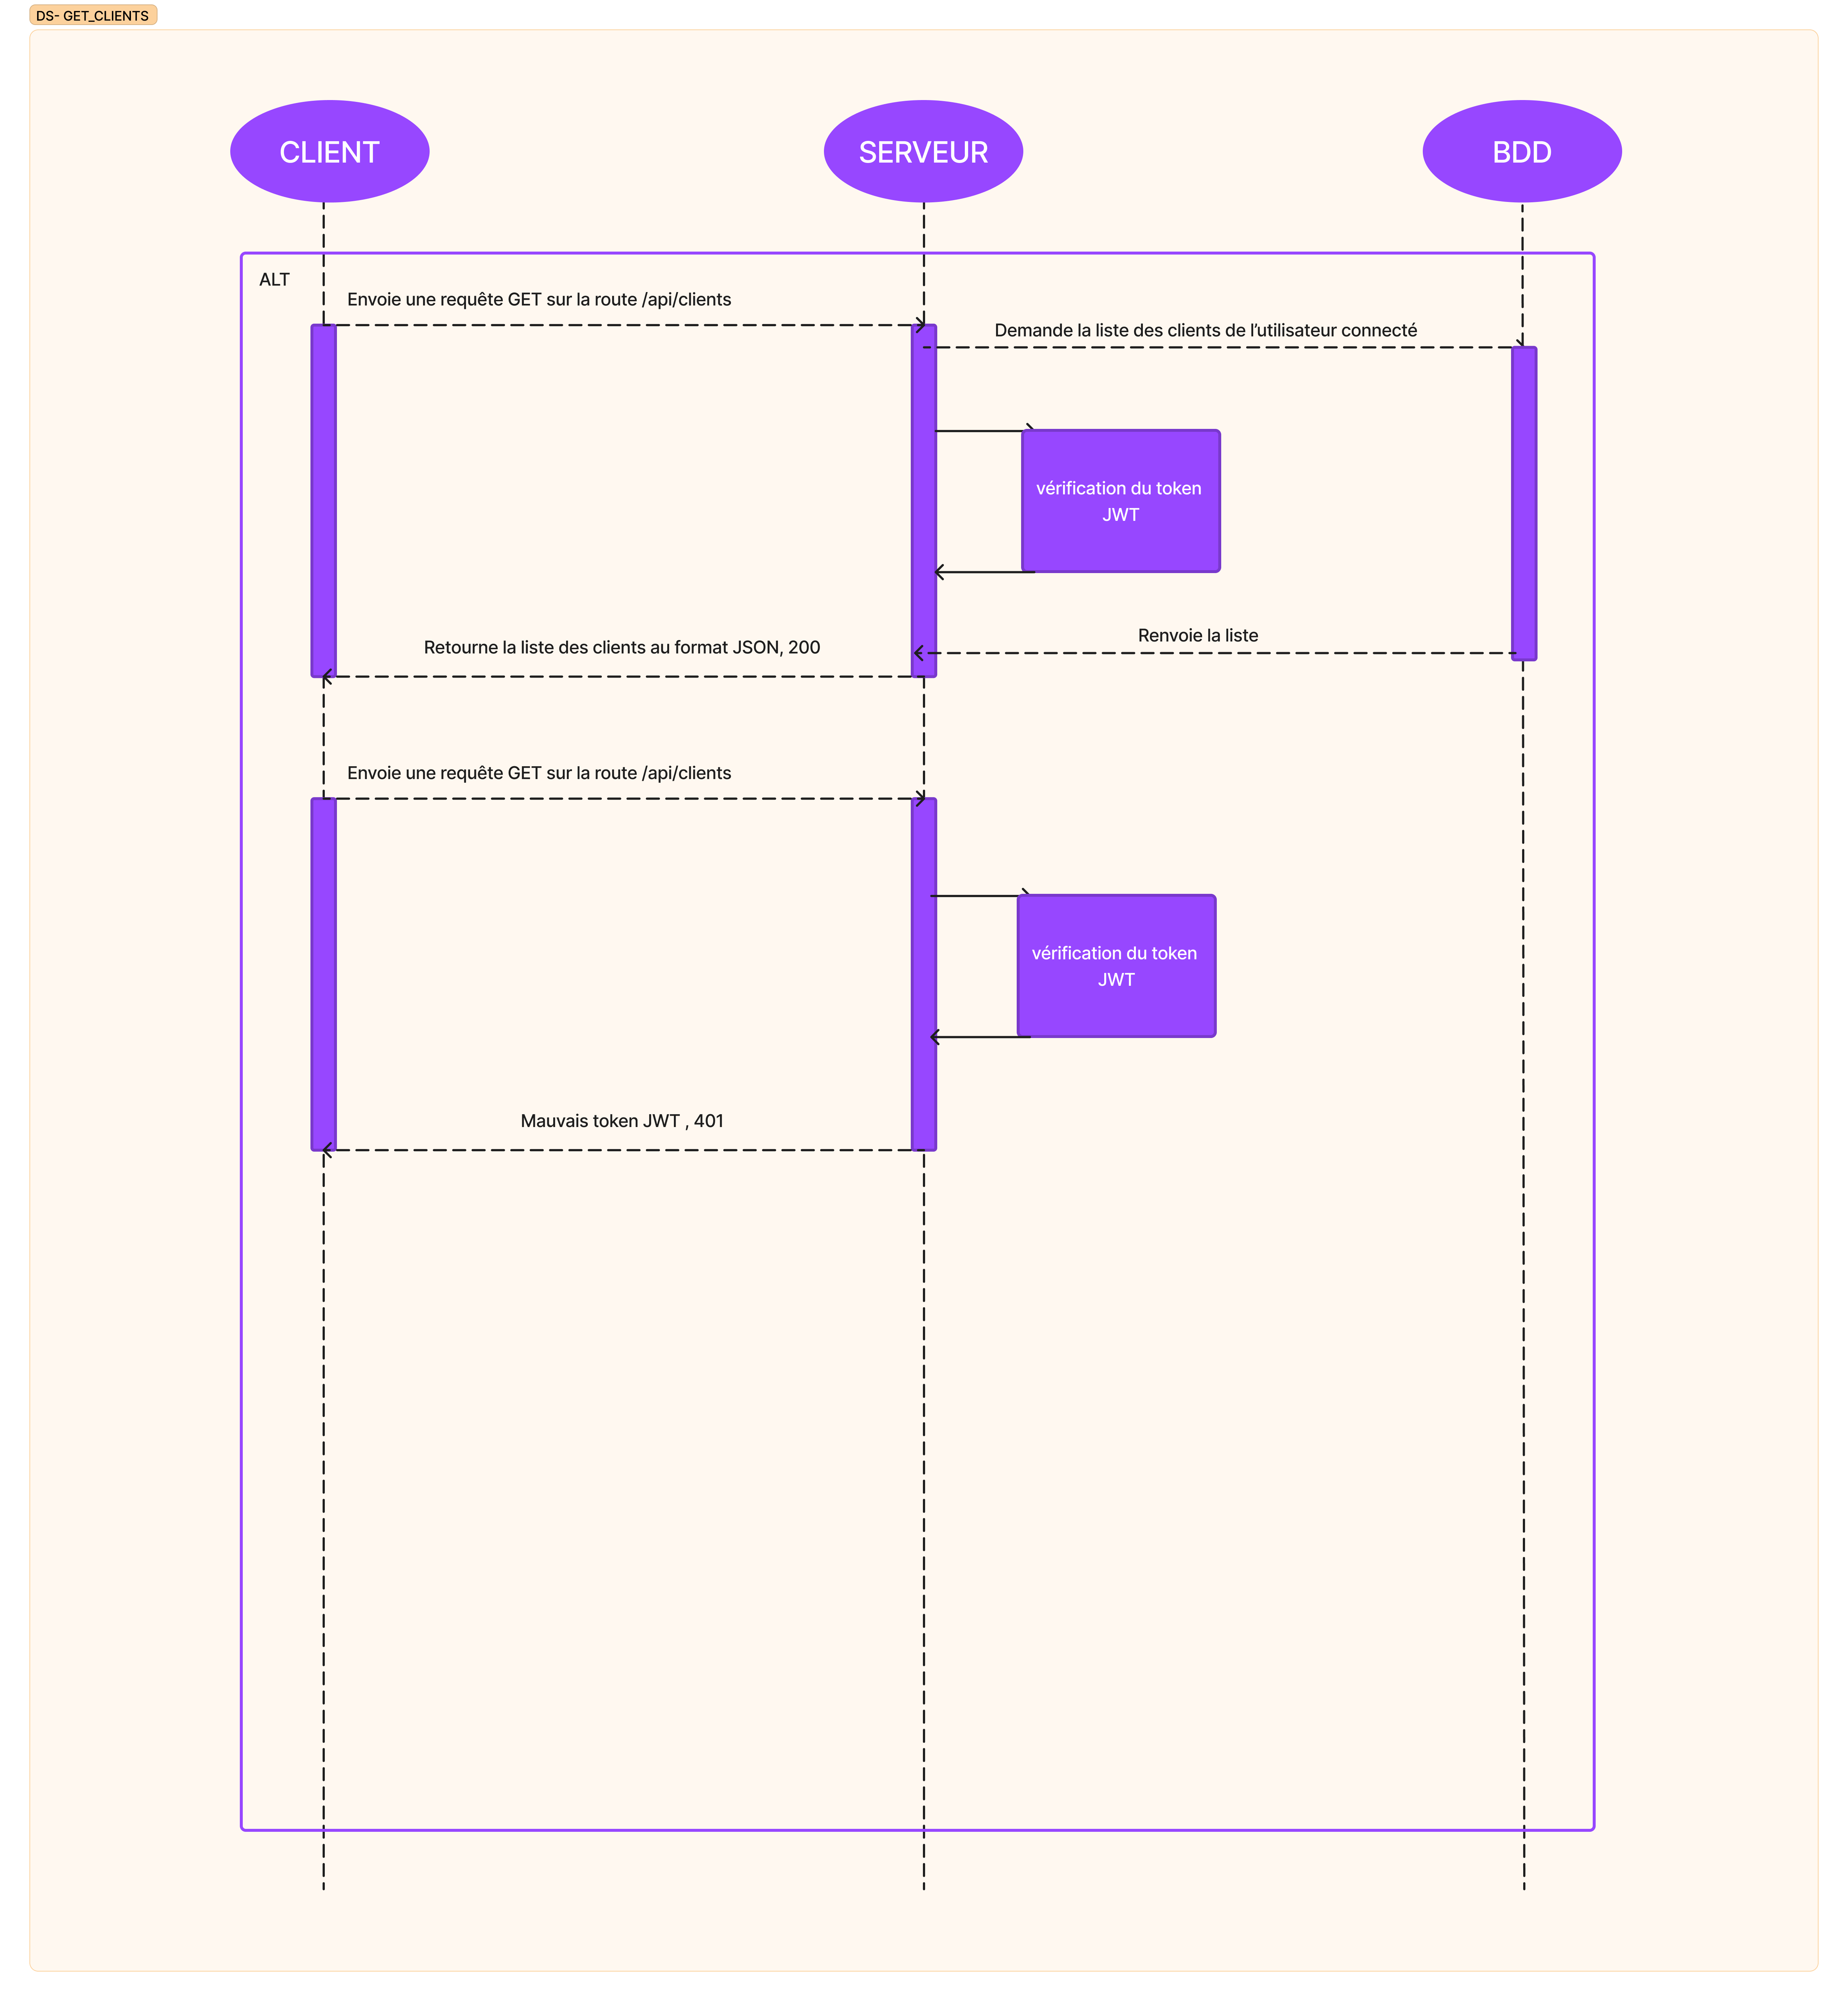 DS- GET_CLIENTS
CLIENT
SERVEUR
BDD
ALT
Envoie une requête GET sur la route /api/clients
Demande la liste des clients de l’utilisateur connecté
vérification du token
JWT
Renvoie la liste
Retourne la liste des clients au format JSON, 200
Envoie une requête GET sur la route /api/clients
vérification du token
JWT
Mauvais token JWT , 401